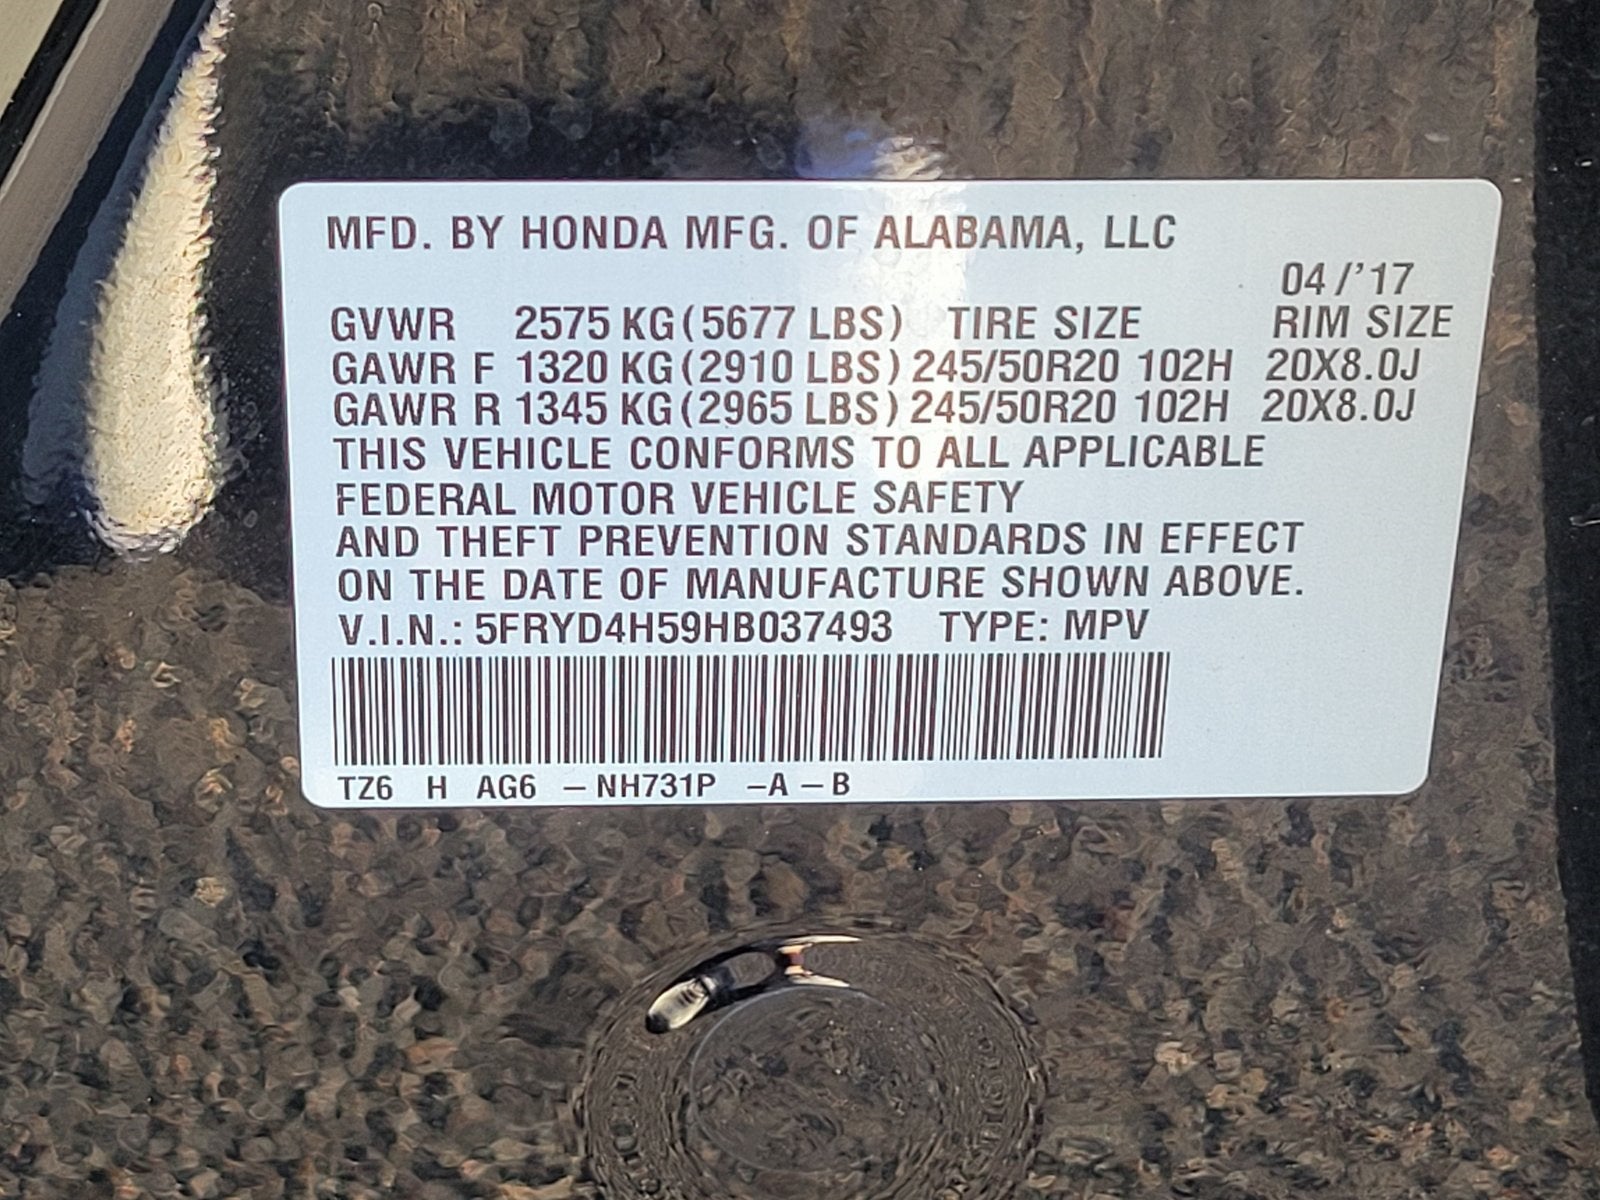 MFD. BY HONDA MFG. OF ALABAMA, LLC
04/'17
GVWR 2575 KG(5677 LBS) TIRE SIZE RIM SIZE
GAWR F 1320 KG(2910 LBS) 245/50R20 102H 20X8.0J
GAWR R 1345 KG(2965 LBS) 245/50R20 102H 20X8.0J
THIS VEHICLE CONFORMS TO ALL APPLICABLE
FEDERAL MOTOR VEHICLE SAFETY
AND THEFT PREVENTION STANDARDS IN EFFECT
ON THE DATE OF MANUFACTURE SHOWN ABOVE.
V.I.N.: 5FRYD4H59HB037493 TYPE: MPV
TZ6 H AG6 –NH731P –A–B